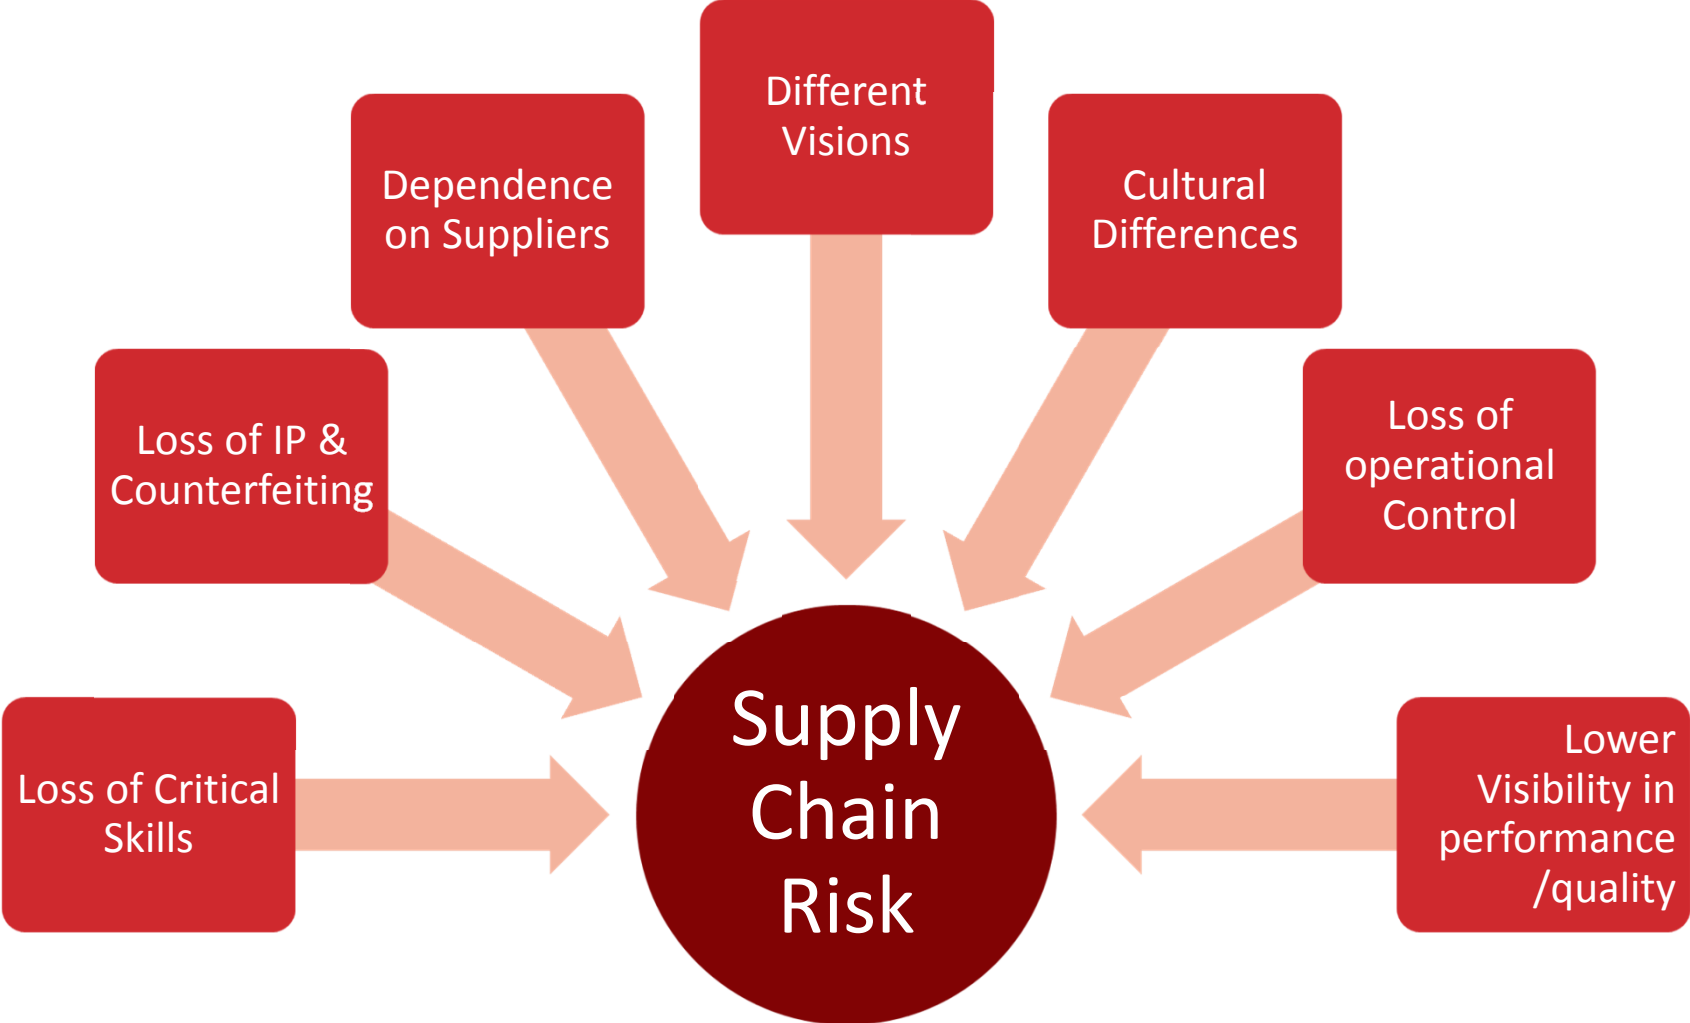 Different
Visions
Dependence
on Suppliers
Cultural
Differences
Loss of IP &
Counterfeiting
Loss of
operational
Control
Loss of Critical
Skills
Lower
Visibility in
performance
/quality
Supply
Chain
Risk